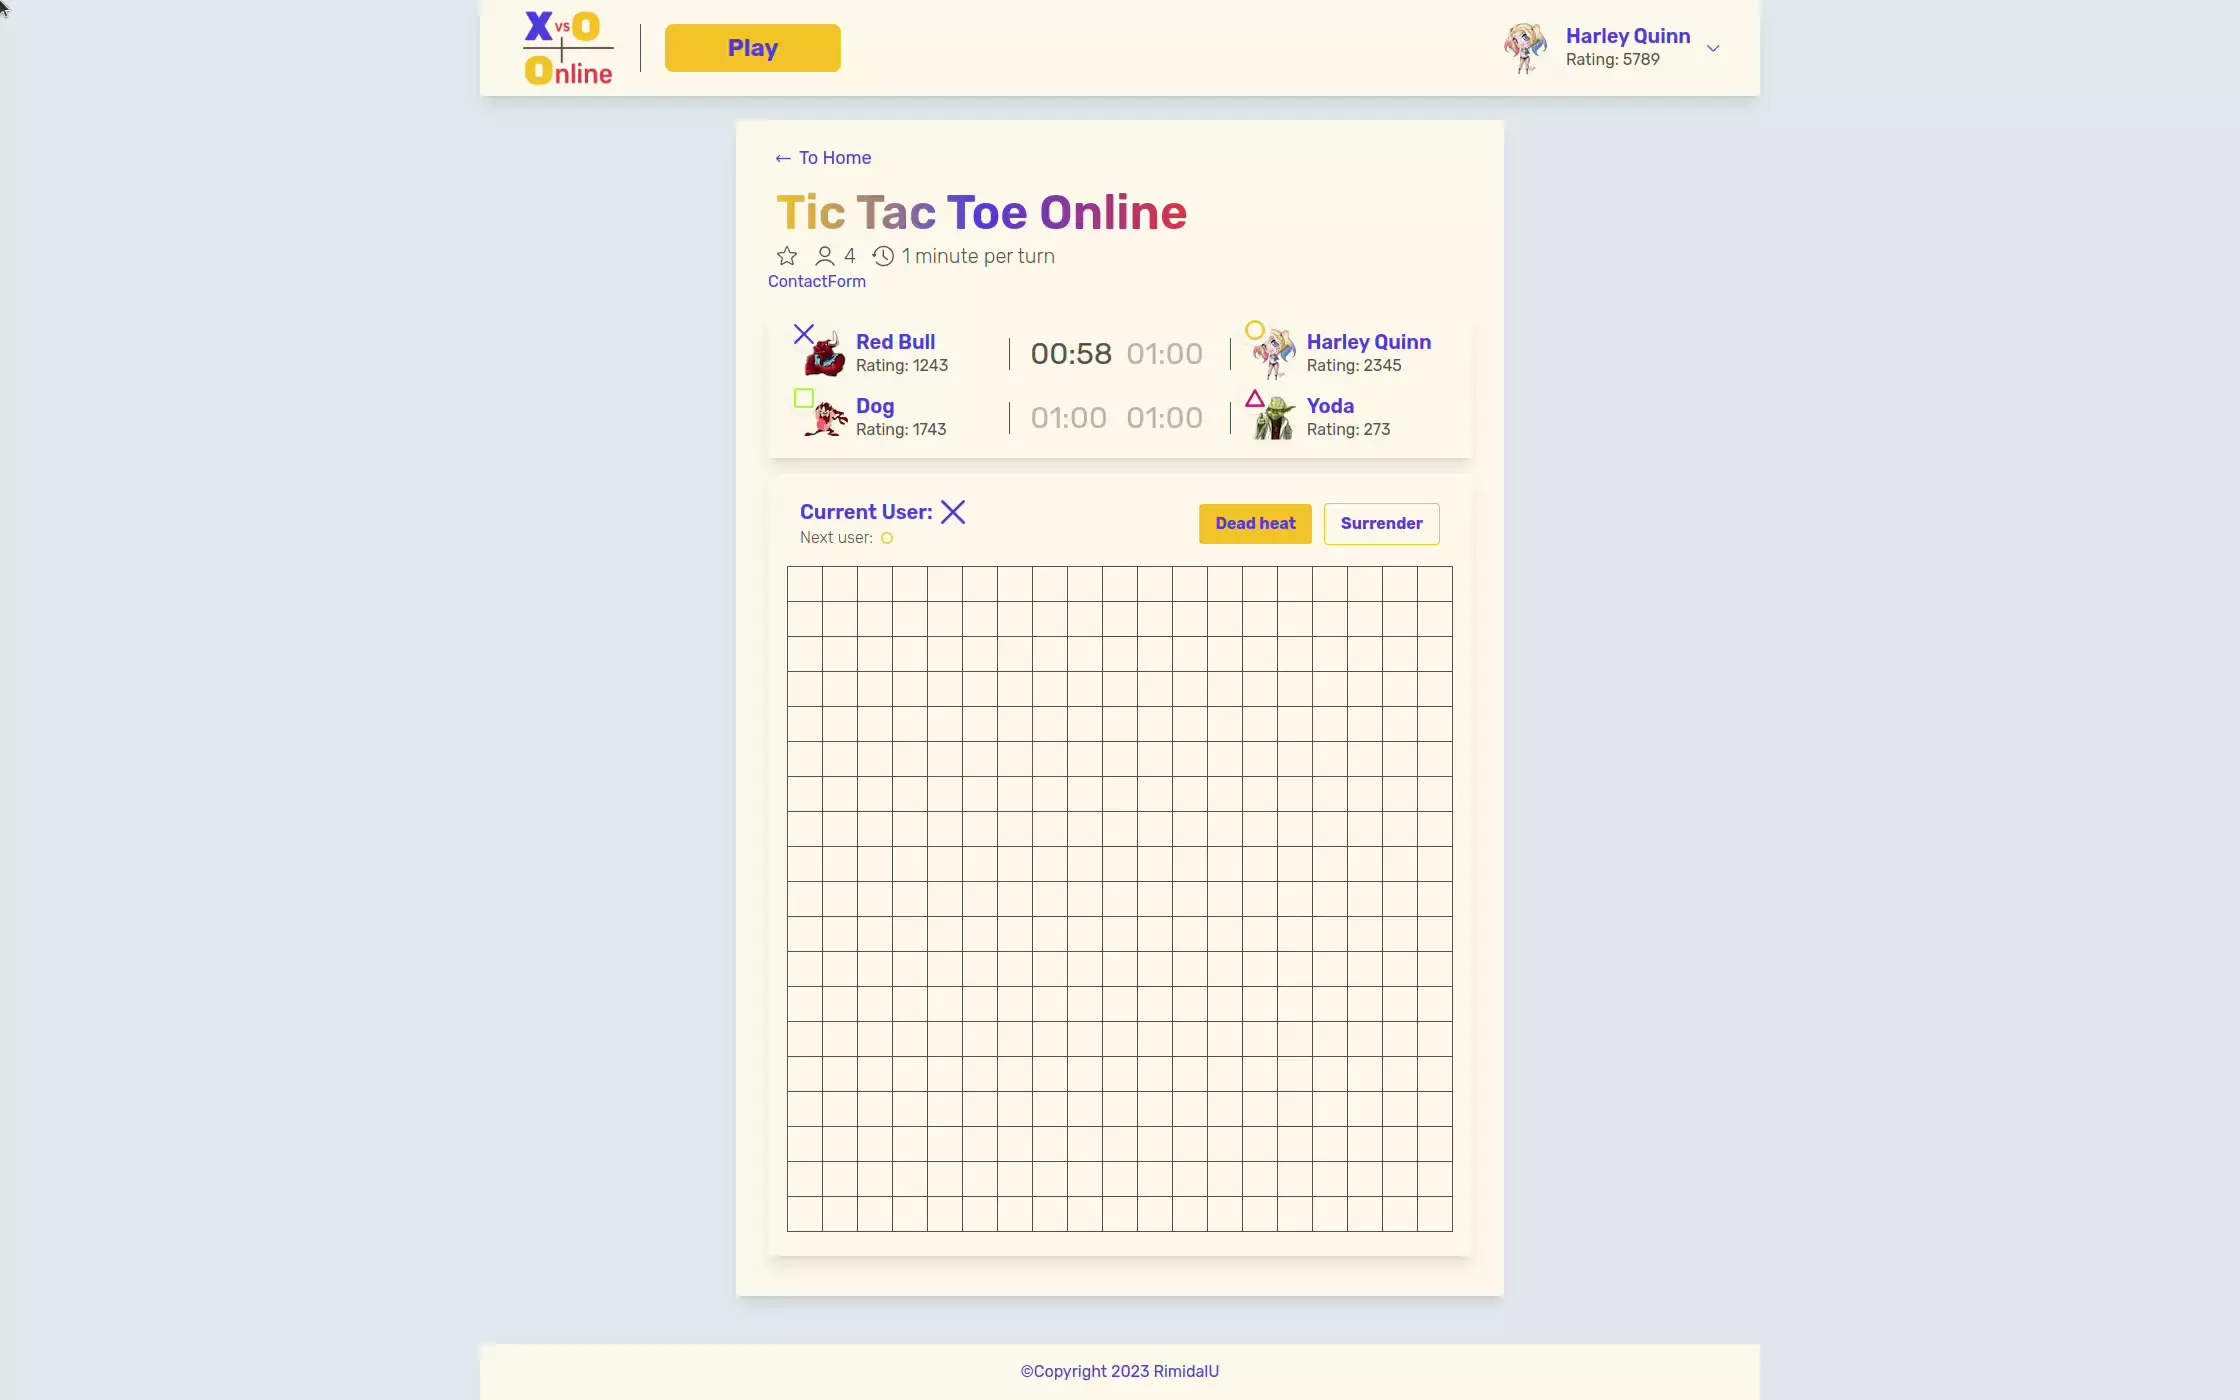 X vs O
Online
Play
Harley Quinn
Rating: 5789
← To Home
Tic Tac Toe Online
4 1 minute per turn
ContactForm
Red Bull
Rating: 1243
00:58 01:00
Harley Quinn
Rating: 2345
Dog
Rating: 1743
01:00 01:00
Yoda
Rating: 273
Current User:
Next user:
Dead heat
Surrender
©Copyright 2023 RimidalU